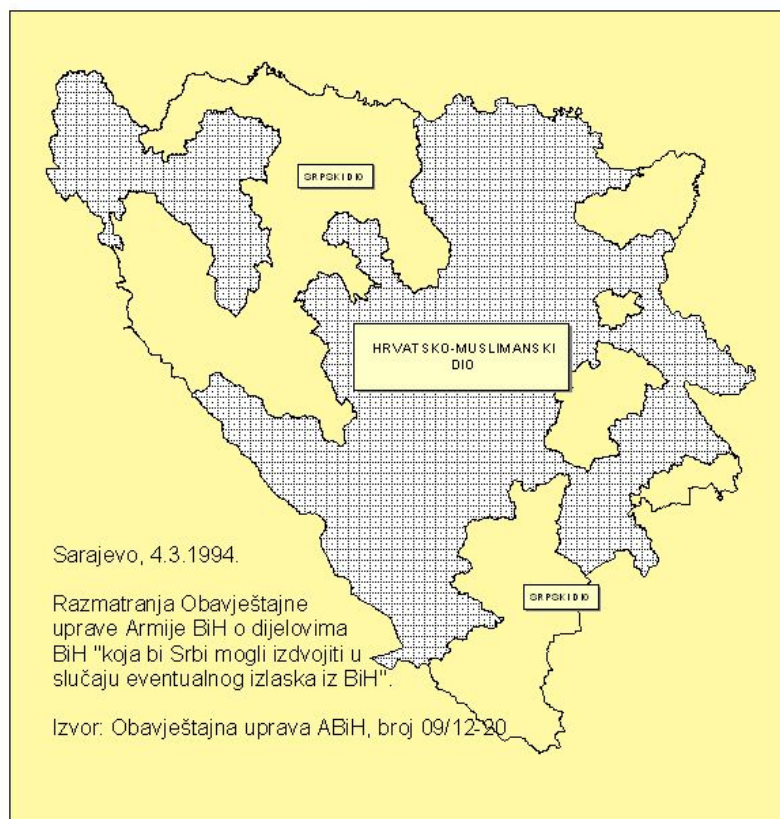 SRPSKI DIO
HRVATSKO-MUSLIMANSKI
DIO
SRPSKI DIO
Sarajevo, 4.3.1994.
Razmatranja Obavještajne
uprave Armije BiH o dijelovima
BiH "koja bi Srbi mogli izdvojiti u
slučaju eventualnog izlaska iz BiH".
Izvor: Obavještajna uprava ABiH, broj 09/12-20